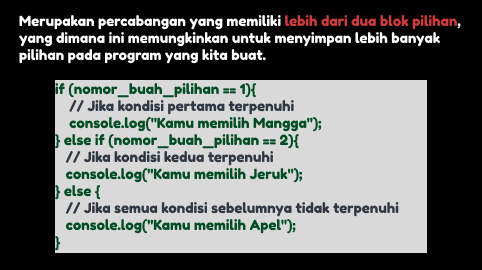 Merupakan percabangan yang memiliki lebih dari dua blok pilihan,
yang dimana ini memungkinkan untuk menyimpan lebih banyak
pilihan pada program yang kita buat.
if (nomor_buah_pilihan == 1){
// Jika kondisi pertama terpenuhi
console.log("Kamu memilih Mangga");
} else if (nomor_buah_pilihan == 2){
// Jika kondisi kedua terpenuhi
console.log("Kamu memilih Jeruk");
} else {
// Jika semua kondisi sebelumnya tidak terpenuhi
console.log("Kamu memilih Apel");
}